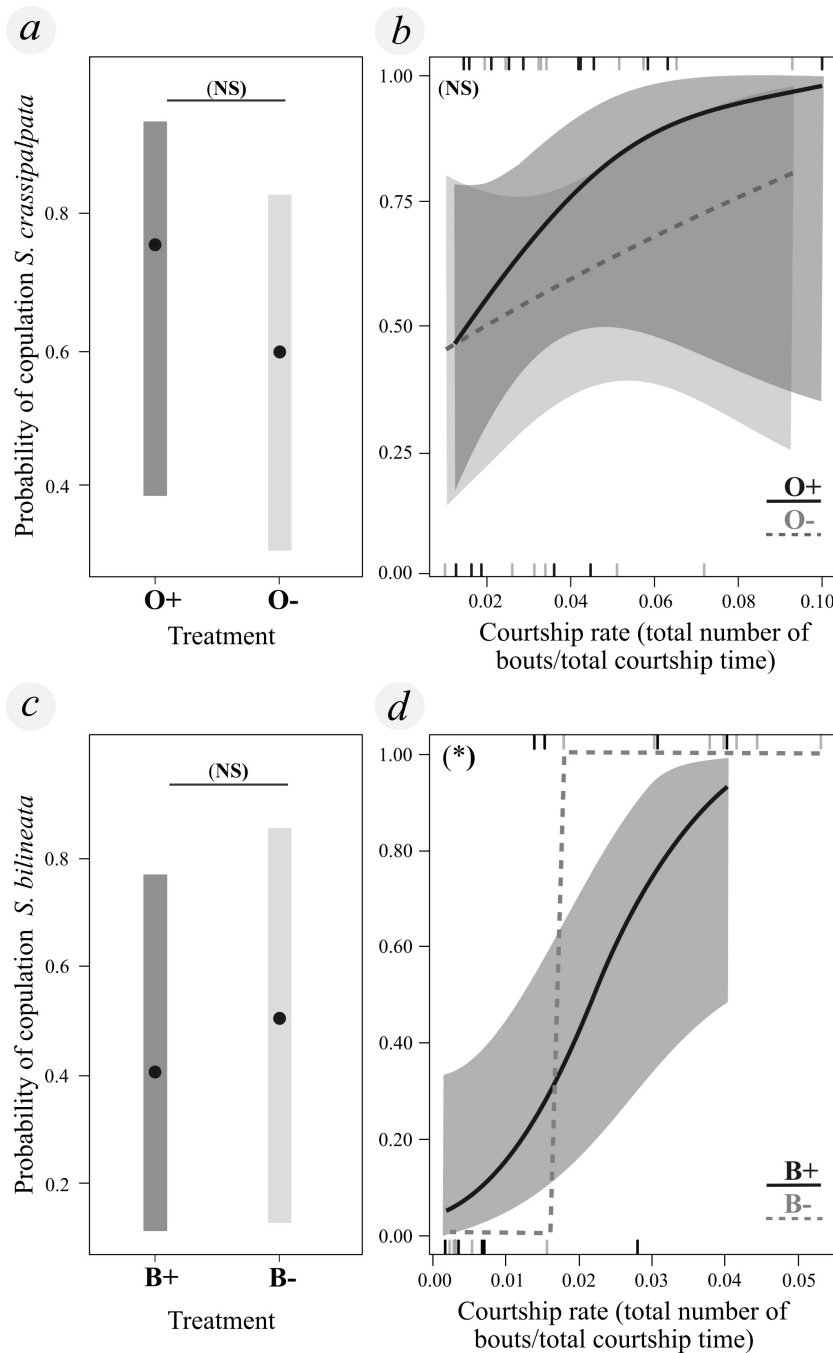 a
(NS)
Probability of copulation S. crassipalpata
0.8
0.6
0.4
O+
O-
Treatment
b
(NS)
1.00
0.75
0.50
0.25
0.00
O+
O-
0.02
0.04
0.06
0.08
0.10
Courtship rate (total number of
bouts/total courtship time)
c
(NS)
Probability of copulation S. bilineata
0.8
0.6
0.4
0.2
B+
B-
Treatment
d
(*)
1.00
0.80
0.60
0.40
0.20
0.00
B+
B-
0.00
0.01
0.02
0.03
0.04
0.05
Courtship rate (total number of
bouts/total courtship time)